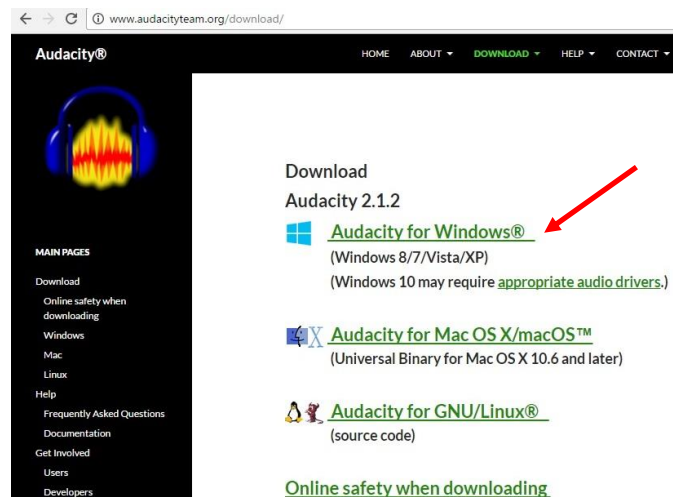 www.audacityteam.org/download/
Audacity®
HOME ABOUT DOWNLOAD HELP CONTACT
MAIN PAGES
Download
Online safety when
downloading
Windows
Mac
Linux
Help
Frequently Asked Questions
Documentation
Get Involved
Users
Developers
Download
Audacity 2.1.2
Audacity for Windows®
(Windows 8/7/Vista/XP)
(Windows 10 may require appropriate audio drivers.)
Audacity for Mac OS X/macOS™
(Universal Binary for Mac OS X 10.6 and later)
Audacity for GNU/Linux®
(source code)
Online safety when downloading